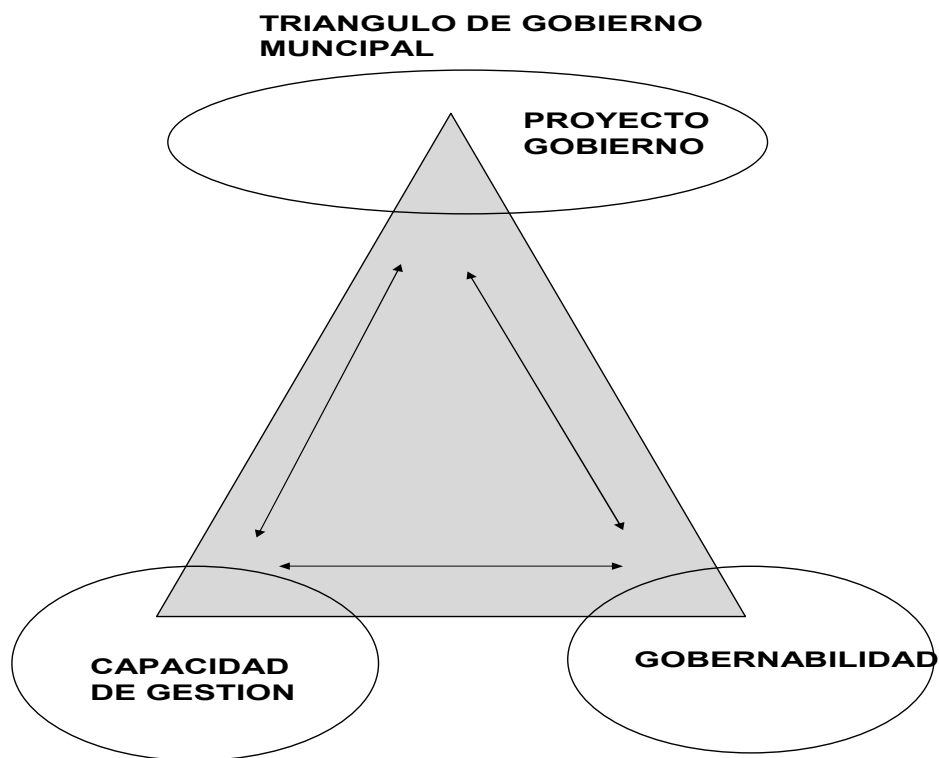 TRIANGULO DE GOBIERNO
MUNCIPAL
PROYECTO
GOBIERNO
CAPACIDAD
DE GESTION
GOBERNABILIDAD